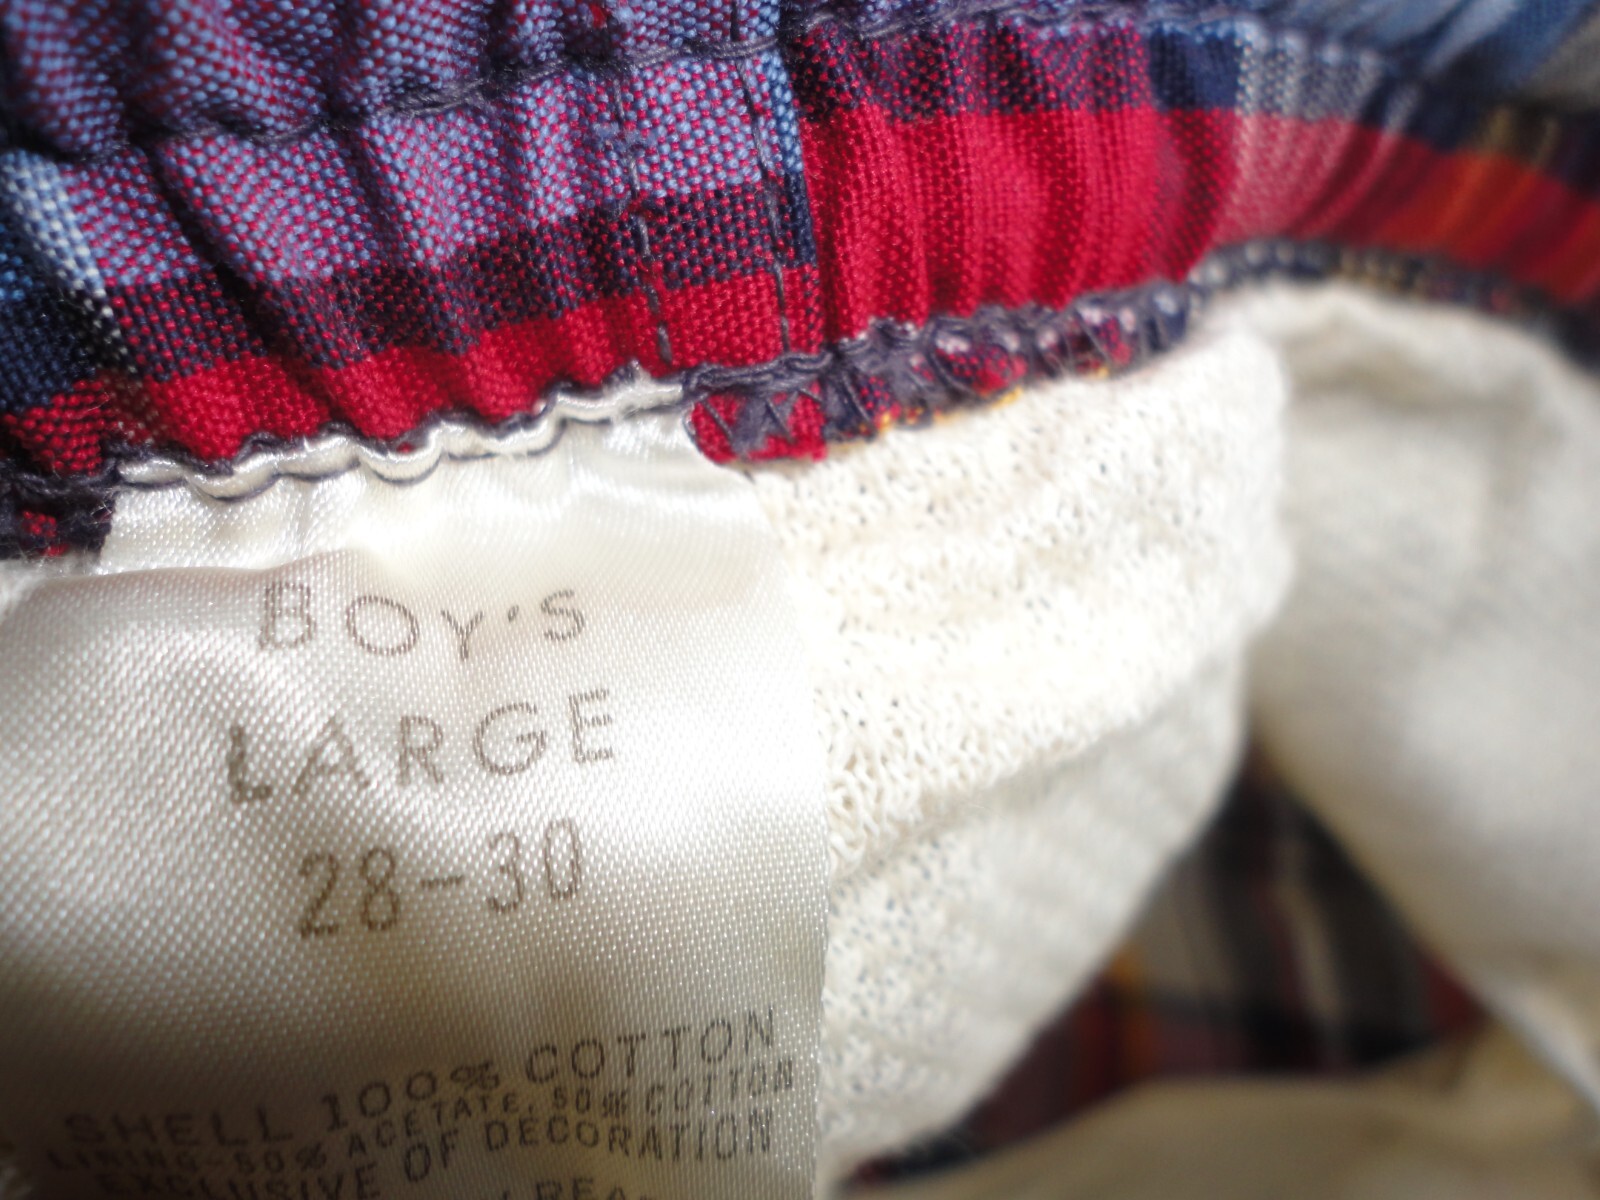 BOY'S
LARGE
28-30
SHELL 100% COTTON
LINING-50% ACETATE, 50% COTTON
EXCLUSIVE OF DECORATION